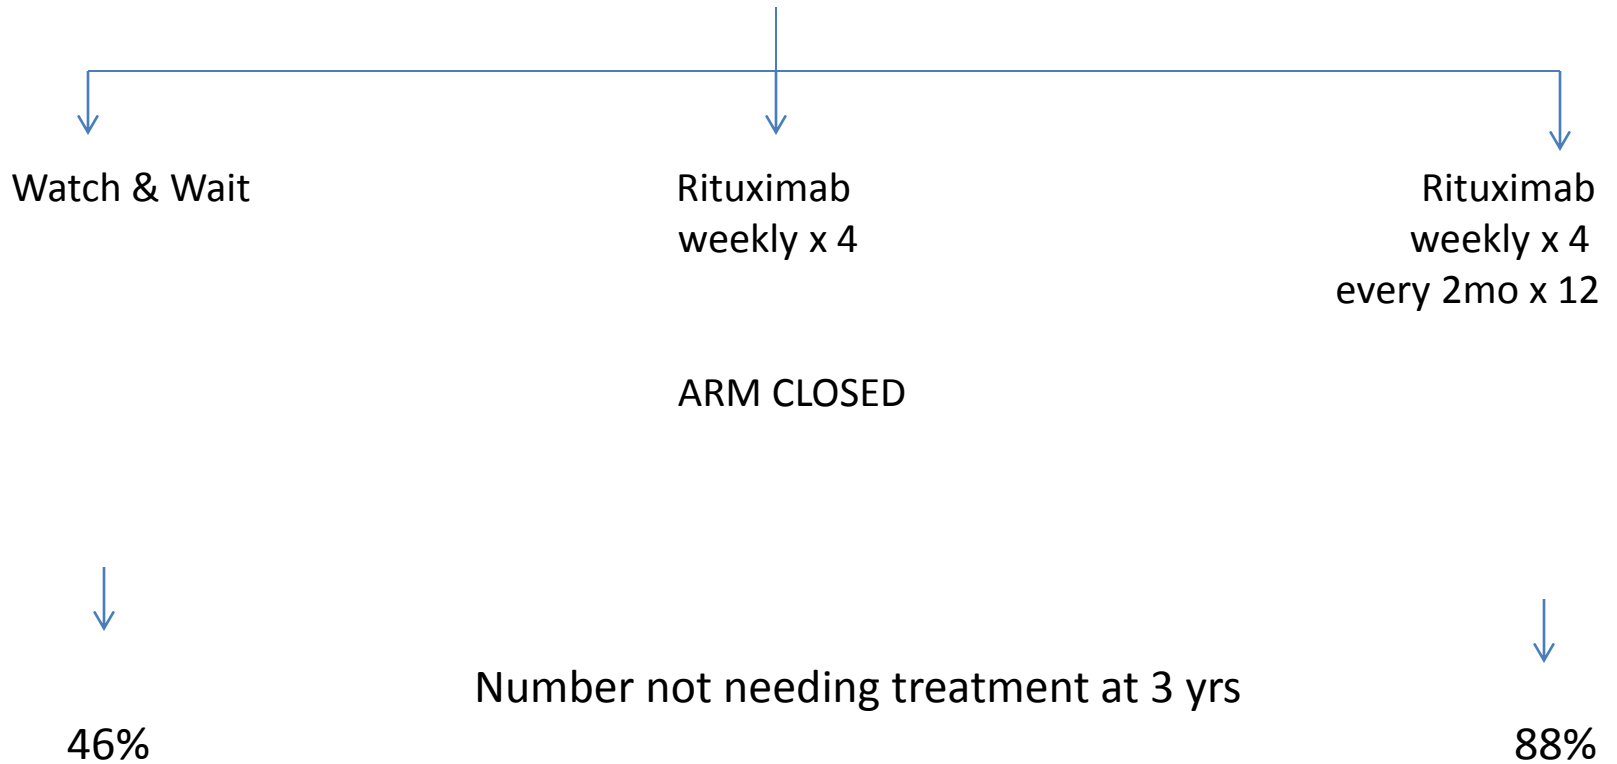 Watch & Wait
Rituximab
weekly x 4
Rituximab
weekly x 4
every 2mo x 12
ARM CLOSED
Number not needing treatment at 3 yrs
46%
88%